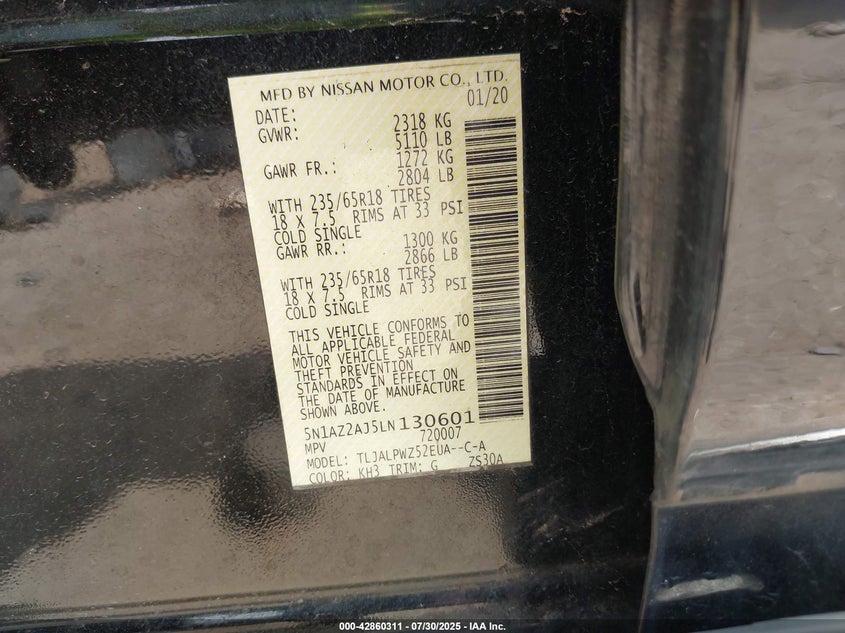 MFD BY NISSAN MOTOR CO., LTD.
DATE: 01/20
GVWR: 2318 KG
5110 LB
GAWR FR.: 1272 KG
2804 LB
WITH 235/65R18 TIRES
18 X 7.5 RIMS AT 33 PSI
COLD SINGLE
GAWR RR.: 1300 KG
2866 LB
WITH 235/65R18 TIRES
18 X 7.5 RIMS AT 33 PSI
COLD SINGLE
THIS VEHICLE CONFORMS TO
ALL APPLICABLE FEDERAL
MOTOR VEHICLE SAFETY AND
THEFT PREVENTION
STANDARDS IN EFFECT ON
THE DATE OF MANUFACTURE
SHOWN ABOVE.
5N1AZ2AJ5LN130601
MPV 720007
MODEL: TLJALPWZ52EUA--C-A
COLOR: KH3 TRIM: G ZS30A
000-42860311 - 07/30/2025 - IAA Inc.